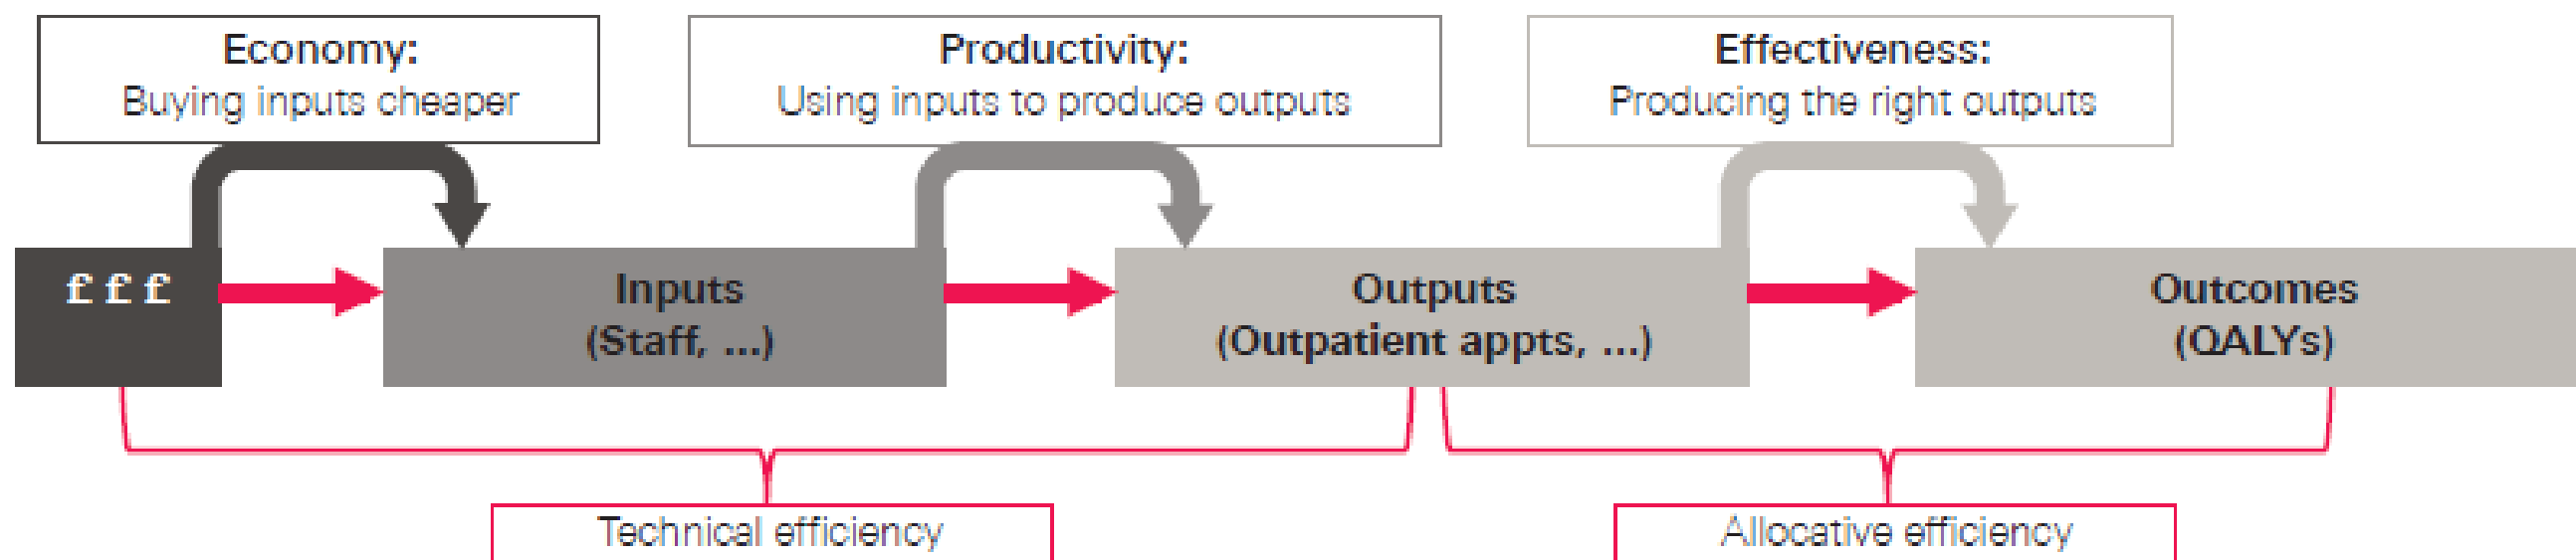 Economy:
Buying inputs cheaper
Productivity:
Using inputs to produce outputs
Effectiveness:
Producing the right outputs
£ £ £
Inputs
(Staff, ...)
Outputs
(Outpatient appts, ...)
Outcomes
(QALYs)
Technical efficiency
Allocative efficiency